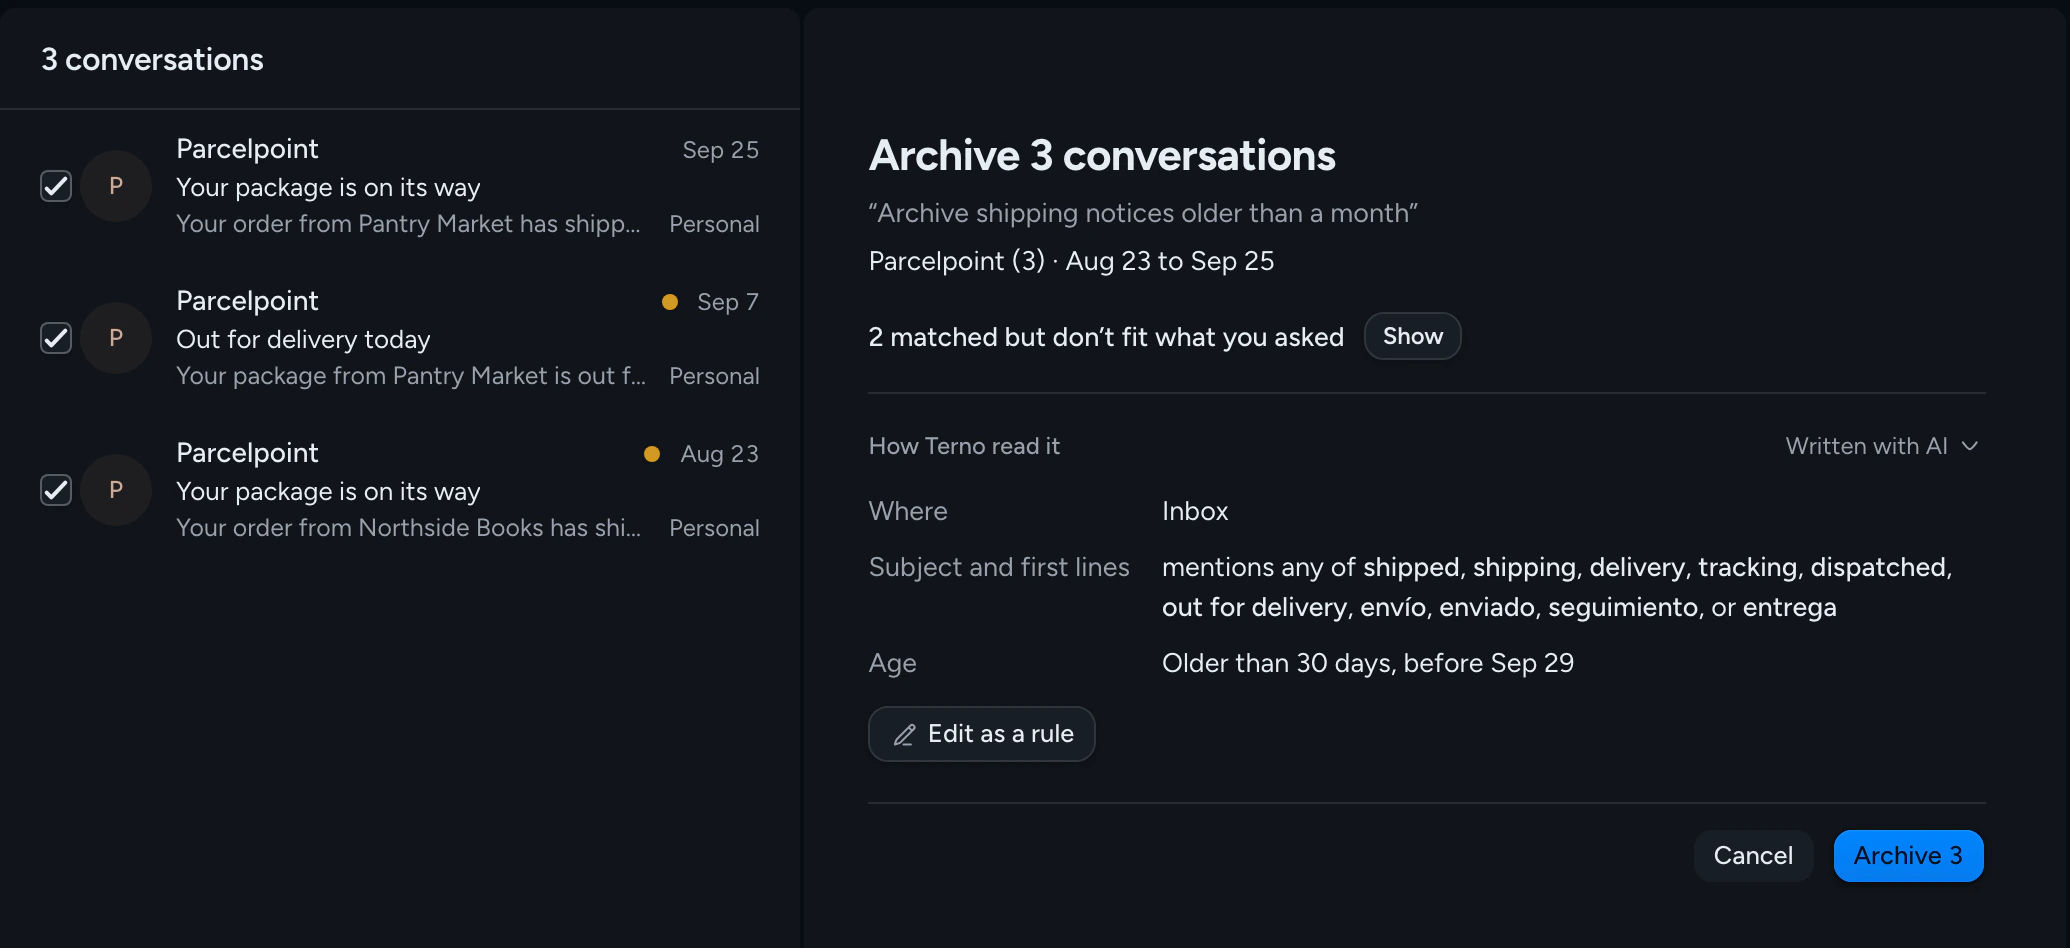 3 conversations
Parcelpoint
Sep 25
P
Your package is on its way
Your order from Pantry Market has shipp...
Personal
Parcelpoint
Sep 7
P
Out for delivery today
Your package from Pantry Market is out f...
Personal
Parcelpoint
Aug 23
P
Your package is on its way
Your order from Northside Books has shi...
Personal
Archive 3 conversations
“Archive shipping notices older than a month”
Parcelpoint (3) · Aug 23 to Sep 25
2 matched but don’t fit what you asked
Show
How Terno read it
Written with AI
Where
Inbox
Subject and first lines
mentions any of shipped, shipping, delivery, tracking, dispatched,
out for delivery, envío, enviado, seguimiento, or entrega
Age
Older than 30 days, before Sep 29
Edit as a rule
Cancel
Archive 3